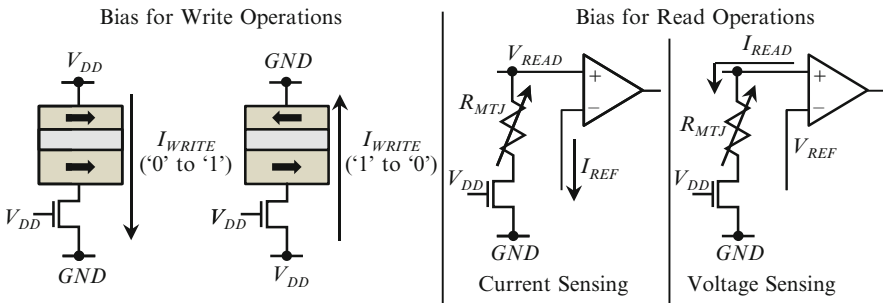 Bias for Write Operations
V_DD
GND
I_WRITE
('0' to '1')
I_WRITE
('1' to '0')
V_DD
V_DD
GND
V_DD
Bias for Read Operations
V_READ
+
−
R_MTJ
I_REF
V_DD
GND
Current Sensing
I_READ
+
−
R_MTJ
V_REF
V_DD
GND
Voltage Sensing